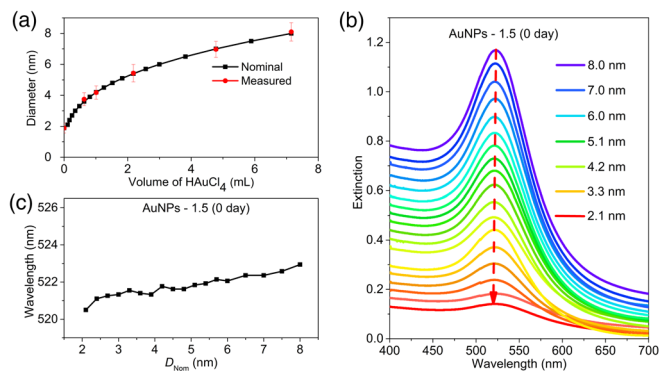 (a)
Diameter (nm)
10
8
6
4
2
0
Nominal
Measured
0 2 4 6 8
Volume of HAuCl4 (mL)
(c)
AuNPs - 1.5 (0 day)
Wavelength (nm)
526
524
522
520
2 3 4 5 6 7 8
DNom (nm)
(b)
AuNPs - 1.5 (0 day)
Extinction
1.2
1.0
0.8
0.6
0.4
0.2
0.0
8.0 nm
7.0 nm
6.0 nm
5.1 nm
4.2 nm
3.3 nm
2.1 nm
400 450 500 550 600 650 700
Wavelength (nm)